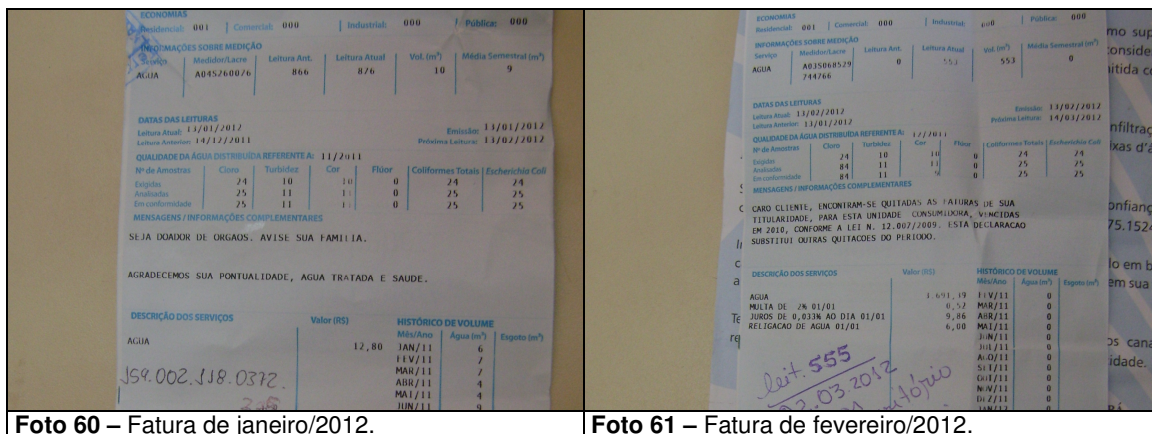 ECONOMIAS
Residencial: 001 Comercial: 000 Industrial: 000 Pública: 000
INFORMAÇÕES SOBRE MEDIÇÃO
Serviço Medidor/Lacre Leitura Ant. Leitura Atual Vol. (m³) Média Semestral (m³)
AGUA A045260076 866 876 10 9
DATAS DAS LEITURAS
Leitura Atual: 13/01/2012 Emissão: 13/01/2012
Leitura Anterior: 14/12/2011 Próxima Leitura: 13/02/2012
QUALIDADE DA ÁGUA DISTRIBUÍDA REFERENTE A: 11/2011
Nº de Amostras Cloro Turbidez Cor Flúor Coliformes Totais Escherichia Coli
Exigidas 24 10 10 0 24 24
Analisadas 25 11 11 0 25 25
Em conformidade 25 11 11 0 25 25
MENSAGENS / INFORMAÇÕES COMPLEMENTARES
SEJA DOADOR DE ORGAOS. AVISE SUA FAMILIA.
AGRADECEMOS SUA PONTUALIDADE, AGUA TRATADA E SAUDE.
DESCRIÇÃO DOS SERVIÇOS Valor (R$) HISTÓRICO DE VOLUME
Mês/Ano Água (m³) Esgoto (m³)
AGUA 12,80 JAN/11 6
FEV/11 7
MAR/11 7
ABR/11 4
MAI/11 4
JUN/11 9
159.002.118.0372.
Foto 60 – Fatura de janeiro/2012.
ECONOMIAS
Residencial: 001 Comercial: 000 Industrial: 000 Pública: 000
INFORMAÇÕES SOBRE MEDIÇÃO
Serviço Medidor/Lacre Leitura Ant. Leitura Atual Vol. (m³) Média Semestral (m³)
AGUA A035068529 0 553 553 0
744766
DATAS DAS LEITURAS
Leitura Atual: 13/02/2012 Emissão: 13/02/2012
Leitura Anterior: 13/01/2012 Próxima Leitura: 14/03/2012
QUALIDADE DA ÁGUA DISTRIBUÍDA REFERENTE A: 12/2011
Nº de Amostras Cloro Turbidez Cor Flúor Coliformes Totais Escherichia Coli
Exigidas 24 10 10 0 24 24
Analisadas 84 11 11 0 25 25
Em conformidade 84 11 9 0 25 25
MENSAGENS / INFORMAÇÕES COMPLEMENTARES
CARO CLIENTE, ENCONTRAM-SE QUITADAS AS FATURAS DE SUA
TITULARIDADE, PARA ESTA UNIDADE CONSUMIDORA, VENCIDAS
EM 2010, CONFORME A LEI N. 12.007/2009. ESTA DECLARACAO
SUBSTITUI OUTRAS QUITACOES DO PERIODO.
DESCRIÇÃO DOS SERVIÇOS Valor (R$) HISTÓRICO DE VOLUME
Mês/Ano Água (m³) Esgoto (m³)
AGUA 3.693,39 FEV/11 0
MULTA DE 2% 01/01 0,52 MAR/11 0
JUROS DE 0,033% AO DIA 01/01 9,86 ABR/11 0
RELIGACAO DE AGUA 01/01 6,00 MAI/11 0
JUN/11 0
JUL/11 0
AGO/11 0
SET/11 0
OUT/11 0
NOV/11 0
DEZ/11 0
leit. 555
02.03.2012
Foto 61 – Fatura de fevereiro/2012.